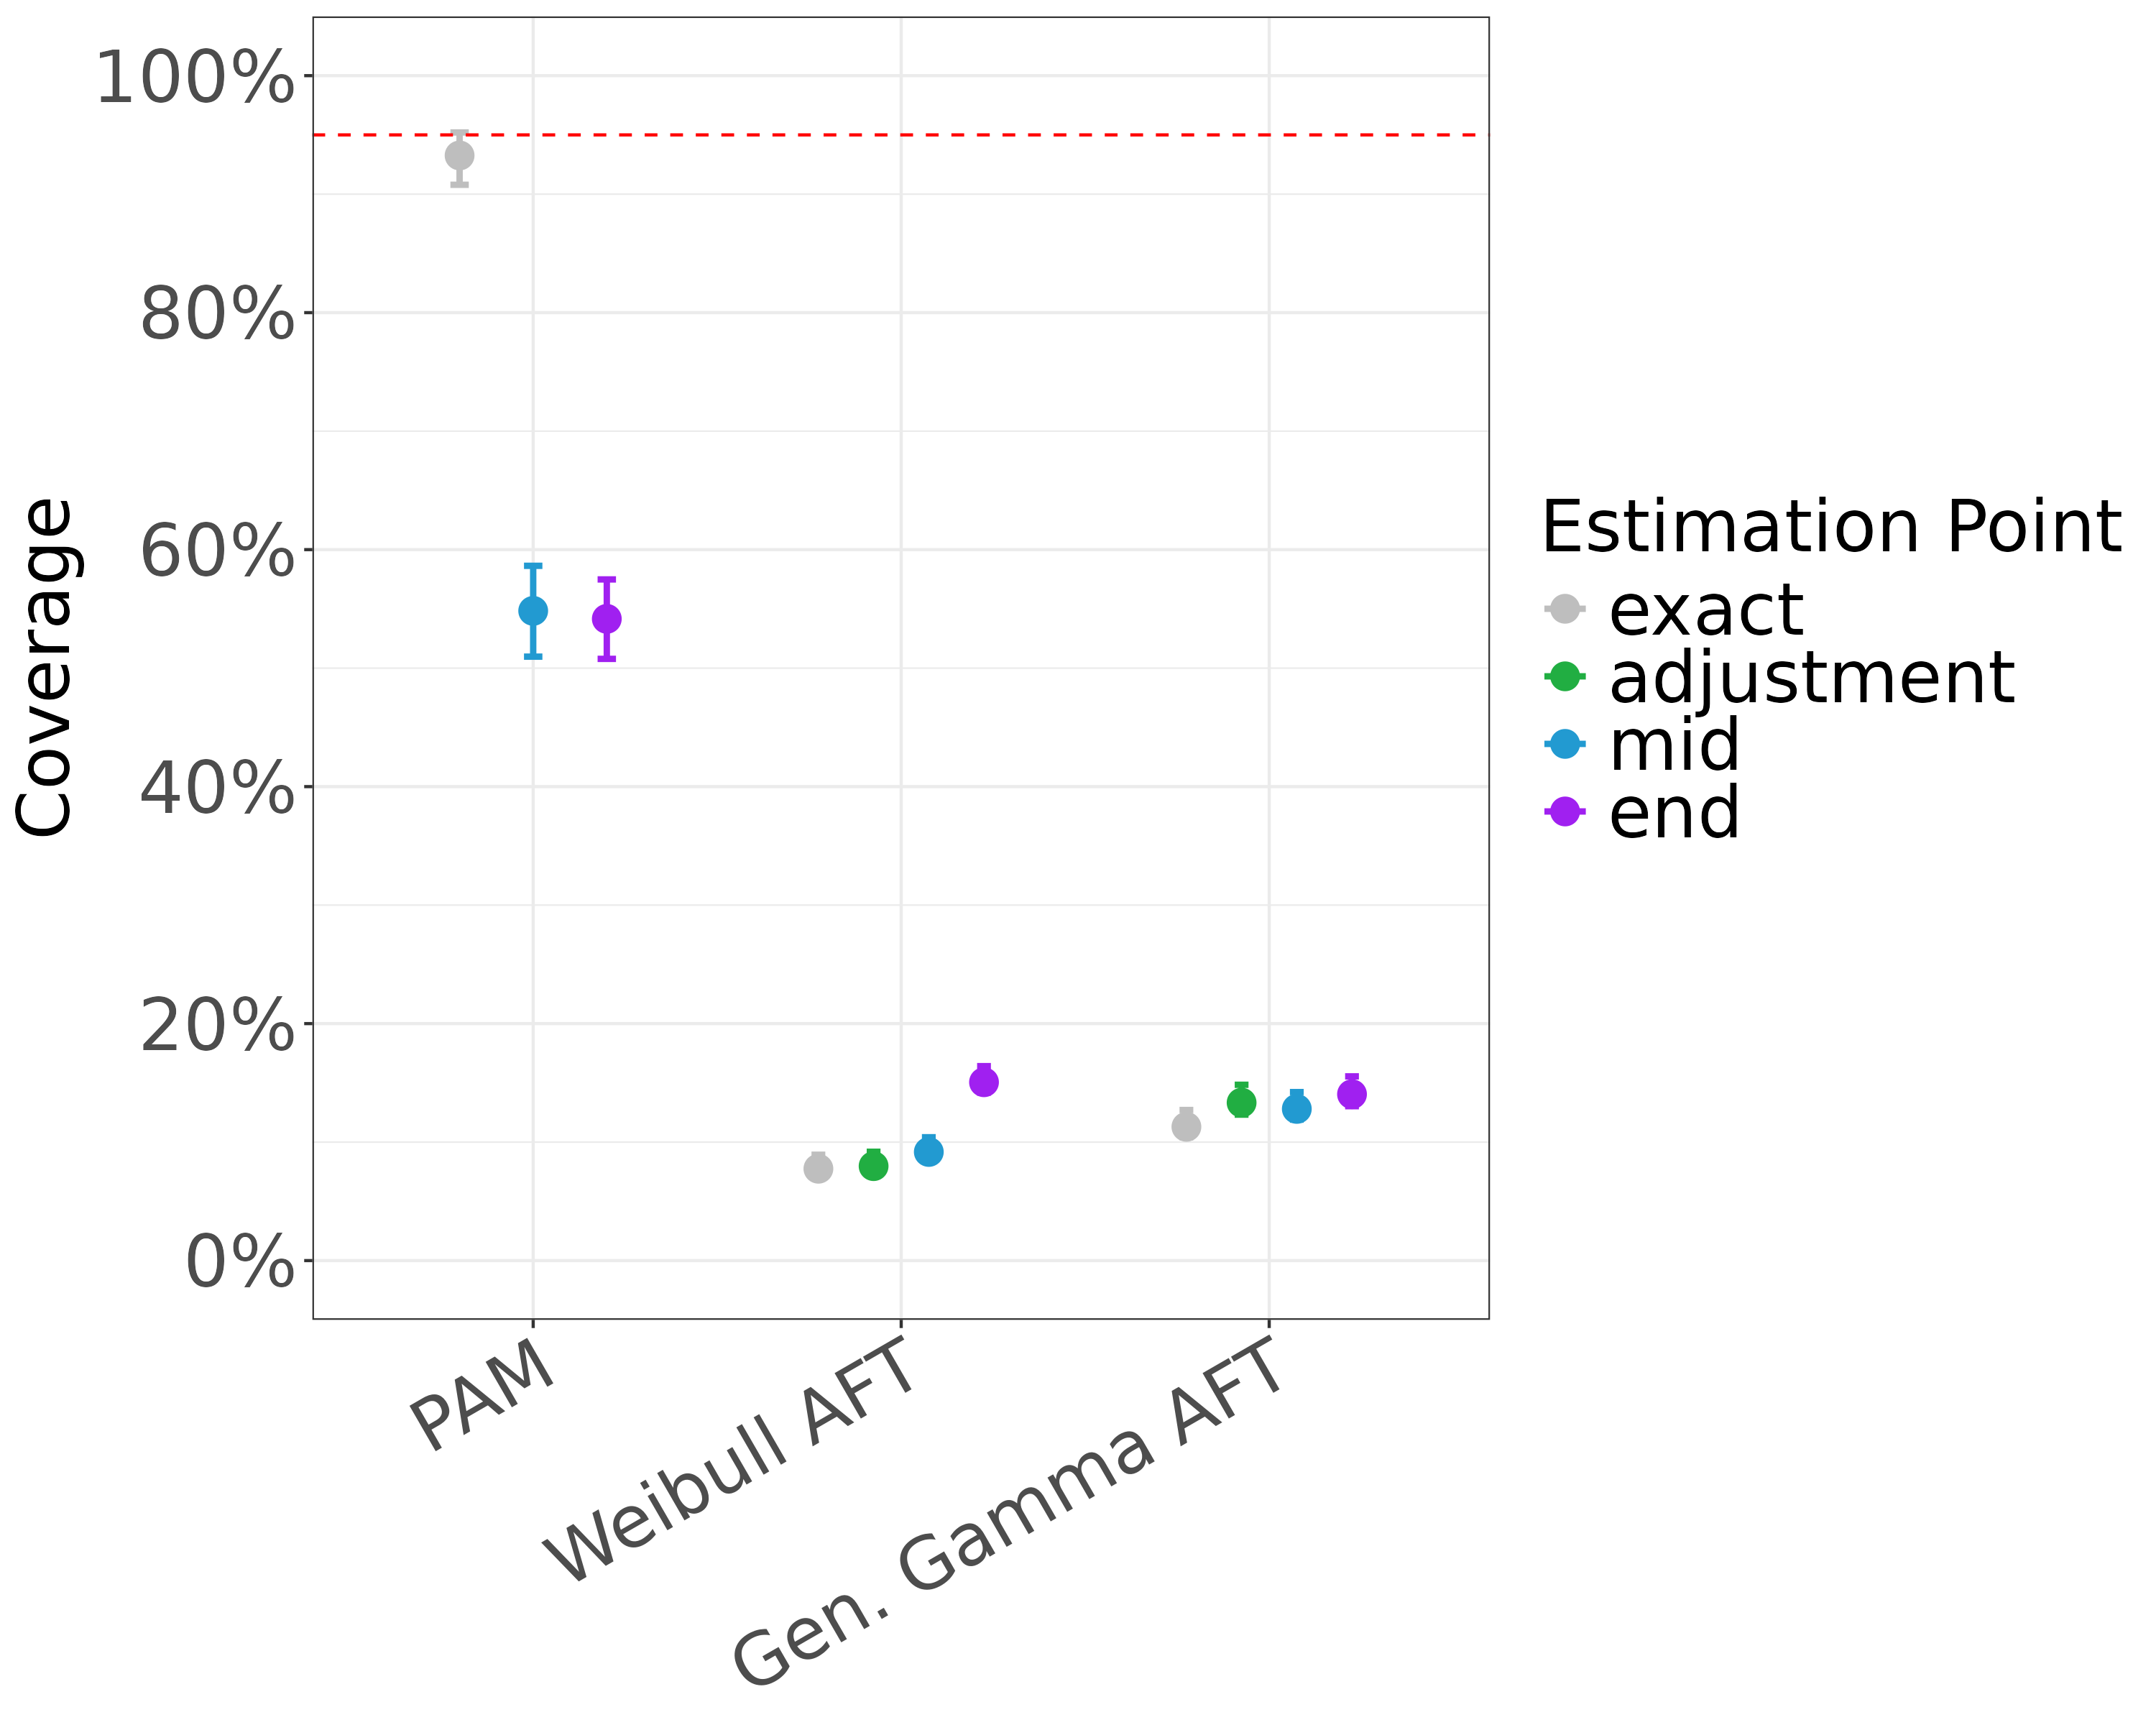 Coverage
100%
80%
60%
40%
20%
0%
PAM
Weibull AFT
Gen. Gamma AFT
Estimation Point
exact
adjustment
mid
end